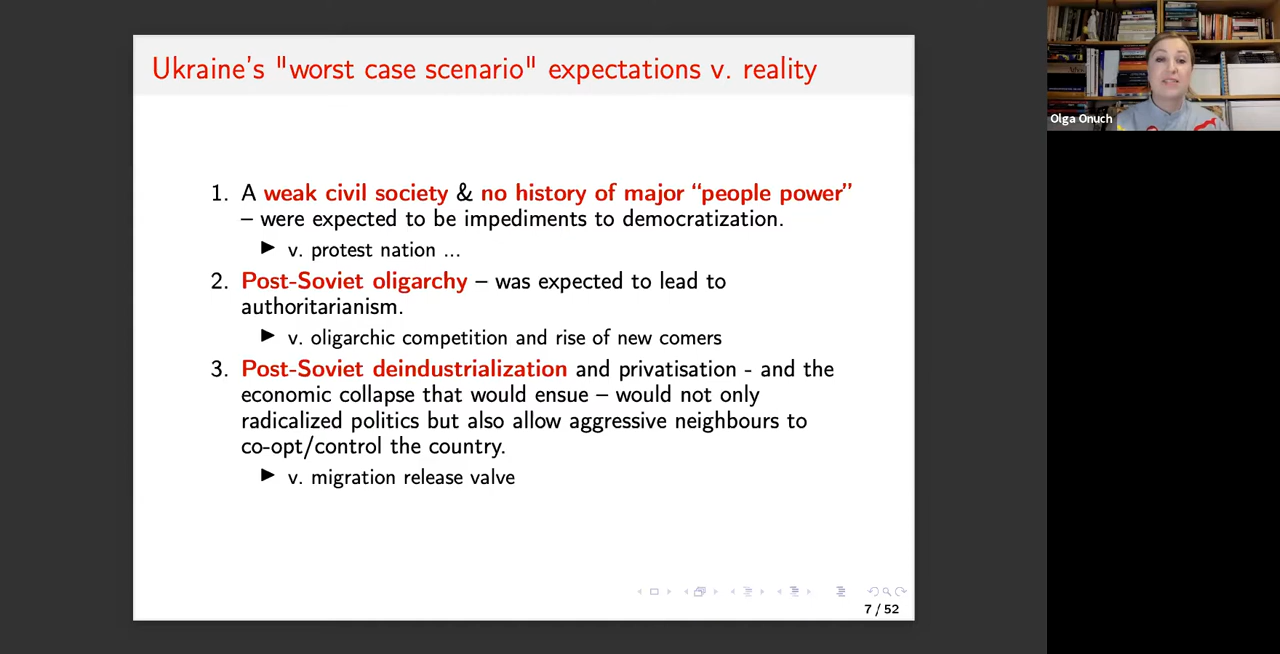 Ukraine's "worst case scenario" expectations v. reality
Olga Onuch
1. A weak civil society & no history of major “people power”
– were expected to be impediments to democratization.
v. protest nation ...
2. Post-Soviet oligarchy – was expected to lead to
authoritarianism.
v. oligarchic competition and rise of new comers
3. Post-Soviet deindustrialization and privatisation - and the
economic collapse that would ensue – would not only
radicalized politics but also allow aggressive neighbours to
co-opt/control the country.
v. migration release valve
7 / 52